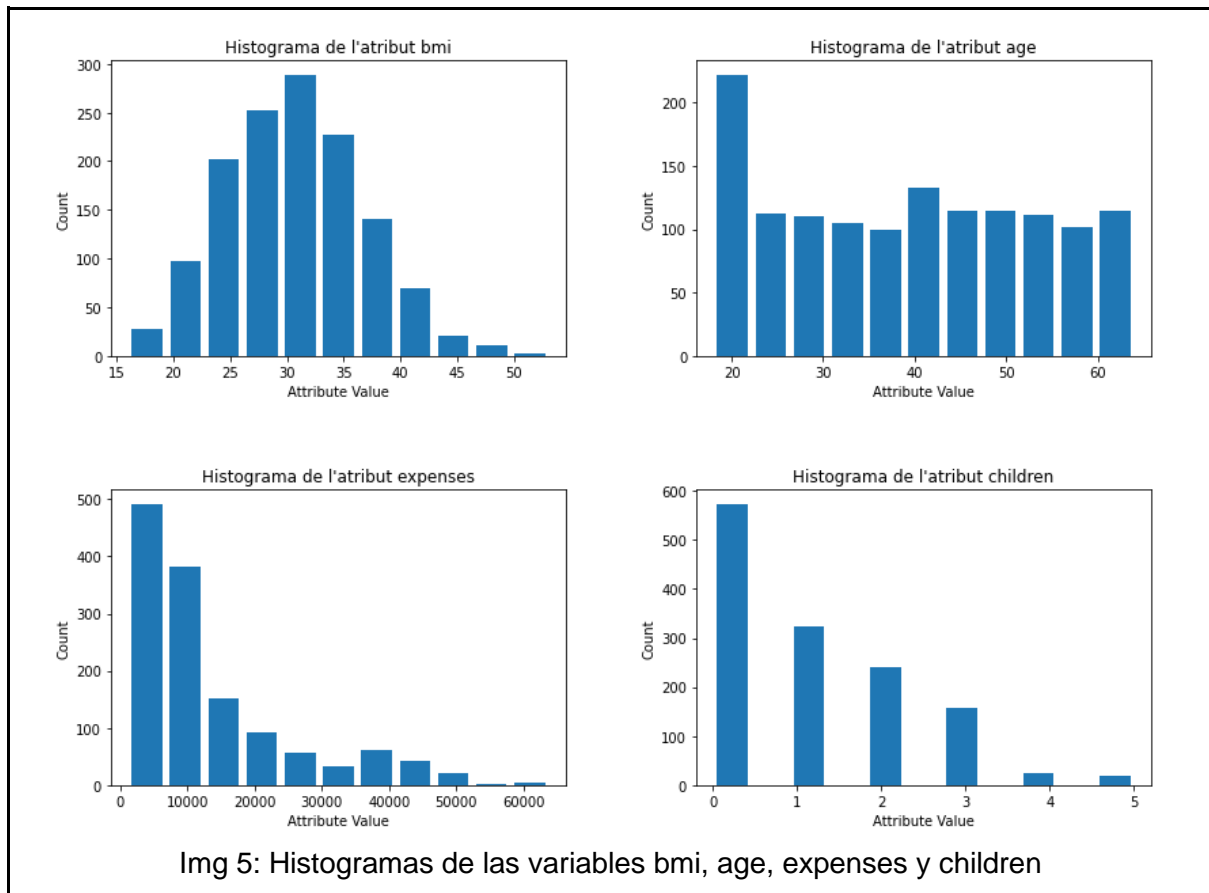 Histograma de l'atribut bmi
300
250
200
150
100
50
0
Count
15 20 25 30 35 40 45 50
Attribute Value
Histograma de l'atribut age
200
150
100
50
0
Count
20 30 40 50 60
Attribute Value
Histograma de l'atribut expenses
500
400
300
200
100
0
Count
0 10000 20000 30000 40000 50000 60000
Attribute Value
Histograma de l'atribut children
600
500
400
300
200
100
0
Count
0 1 2 3 4 5
Attribute Value
Img 5: Histogramas de las variables bmi, age, expenses y children